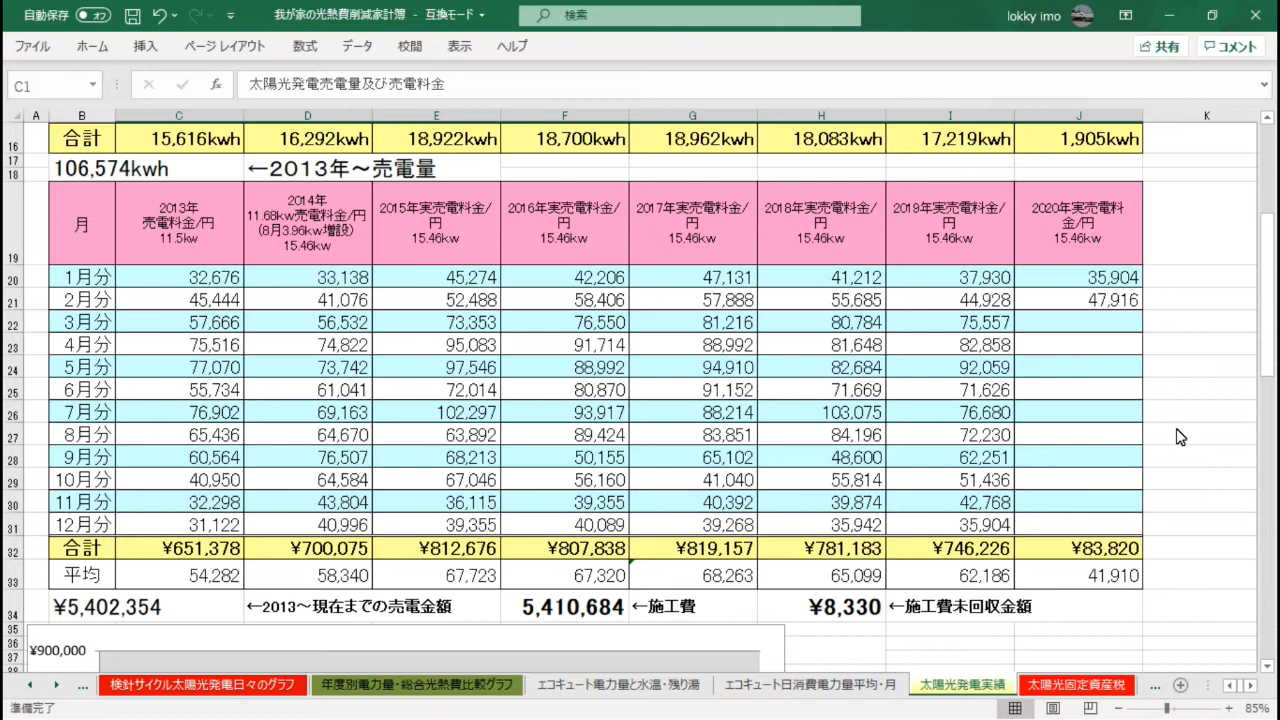 自動保存 オフ 我が家の光熱費削減家計簿 - 互換モード 検索 lokky imo
ファイル ホーム 挿入 ページ レイアウト 数式 データ 校閲 表示 ヘルプ 共有 コメント
C1 fx 太陽光発電売電量及び売電料金
A B C D E F G H I J K
16 合計 15,616kwh 16,292kwh 18,922kwh 18,700kwh 18,962kwh 18,083kwh 17,219kwh 1,905kwh
17
18 106,574kwh ←2013年～売電量
19 月 2013年 売電料金/円 11.5kw 2014年 11.68kw売電料金/円 (8月3.96kw増設) 15.46kw 2015年実売電料金/円 15.46kw 2016年実売電料金/円 15.46kw 2017年実売電料金/円 15.46kw 2018年実売電料金/円 15.46kw 2019年実売電料金/円 15.46kw 2020年実売電料金/円 15.46kw
20 1月分 32,676 33,138 45,274 42,206 47,131 41,212 37,930 35,904
21 2月分 45,444 41,076 52,488 58,406 57,888 55,685 44,928 47,916
22 3月分 57,666 56,532 73,353 76,550 81,216 80,784 75,557
23 4月分 75,516 74,822 95,083 91,714 88,992 81,648 82,858
24 5月分 77,070 73,742 97,546 88,992 94,910 82,684 92,059
25 6月分 55,734 61,041 72,014 80,870 91,152 71,669 71,626
26 7月分 76,902 69,163 102,297 93,917 88,214 103,075 76,680
27 8月分 65,436 64,670 63,892 89,424 83,851 84,196 72,230
28 9月分 60,564 76,507 68,213 50,155 65,102 48,600 62,251
29 10月分 40,950 64,584 67,046 56,160 41,040 55,814 51,436
30 11月分 32,298 43,804 36,115 39,355 40,392 39,874 42,768
31 12月分 31,122 40,996 39,355 40,089 39,268 35,942 35,904
32 合計 ¥651,378 ¥700,075 ¥812,676 ¥807,838 ¥819,157 ¥781,183 ¥746,226 ¥83,820
33 平均 54,282 58,340 67,723 67,320 68,263 65,099 62,186 41,910
34 ¥5,402,354 ←2013～現在までの売電金額 5,410,684 ←施工費 ¥8,330 ←施工費未回収金額
35
36 ¥900,000
37
... 検針サイクル太陽光発電日々のグラフ 年度別電力量・総合光熱費比較グラフ エコキュート電力量と水温・残り湯 エコキュート日消費電力量平均・月 太陽光発電実績 太陽光固定資産税 ...
準備完了 85%